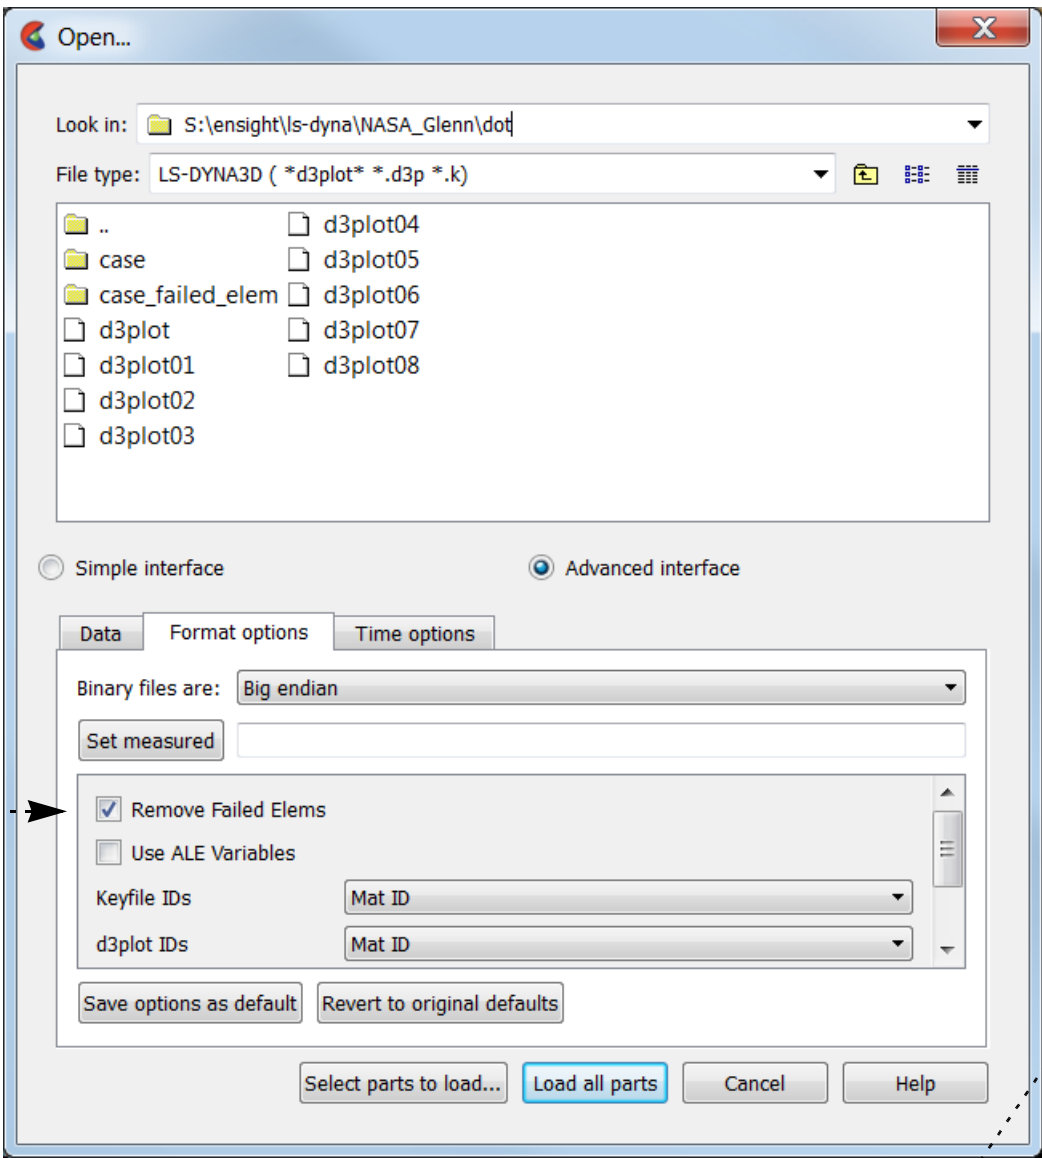 Open...
Look in: S:\ensight\ls-dyna\NASA_Glenn\dot
File type: LS-DYNA3D ( *d3plot* *.d3p *.k)
..
case
case_failed_elem
d3plot
d3plot01
d3plot02
d3plot03
d3plot04
d3plot05
d3plot06
d3plot07
d3plot08
Simple interface Advanced interface
Data Format options Time options
Binary files are: Big endian
Set measured
Remove Failed Elems
Use ALE Variables
Keyfile IDs Mat ID
d3plot IDs Mat ID
Save options as default Revert to original defaults
Select parts to load... Load all parts Cancel Help